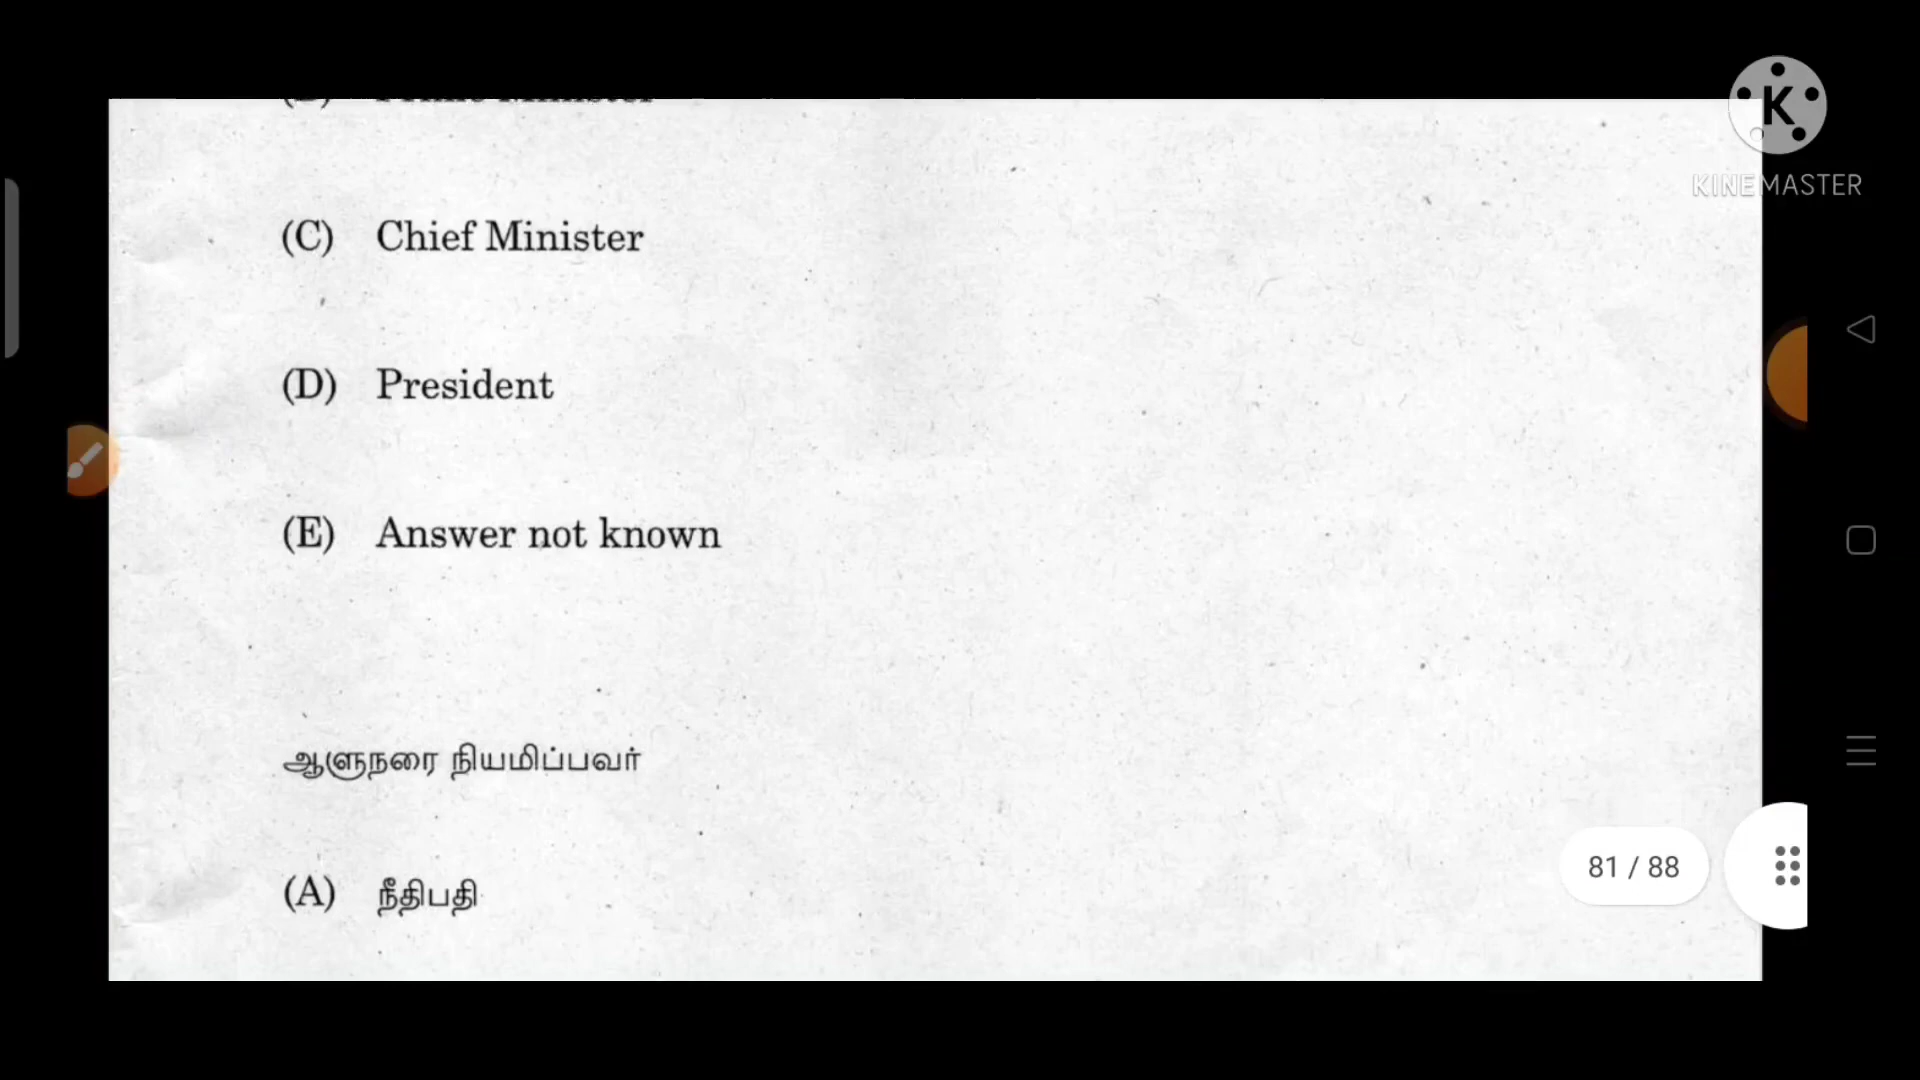 K
KINEMASTER
(C) Chief Minister
(D) President
(E) Answer not known
ஆளுநரை நியமிப்பவர்
(A) நீதிபதி
81 / 88